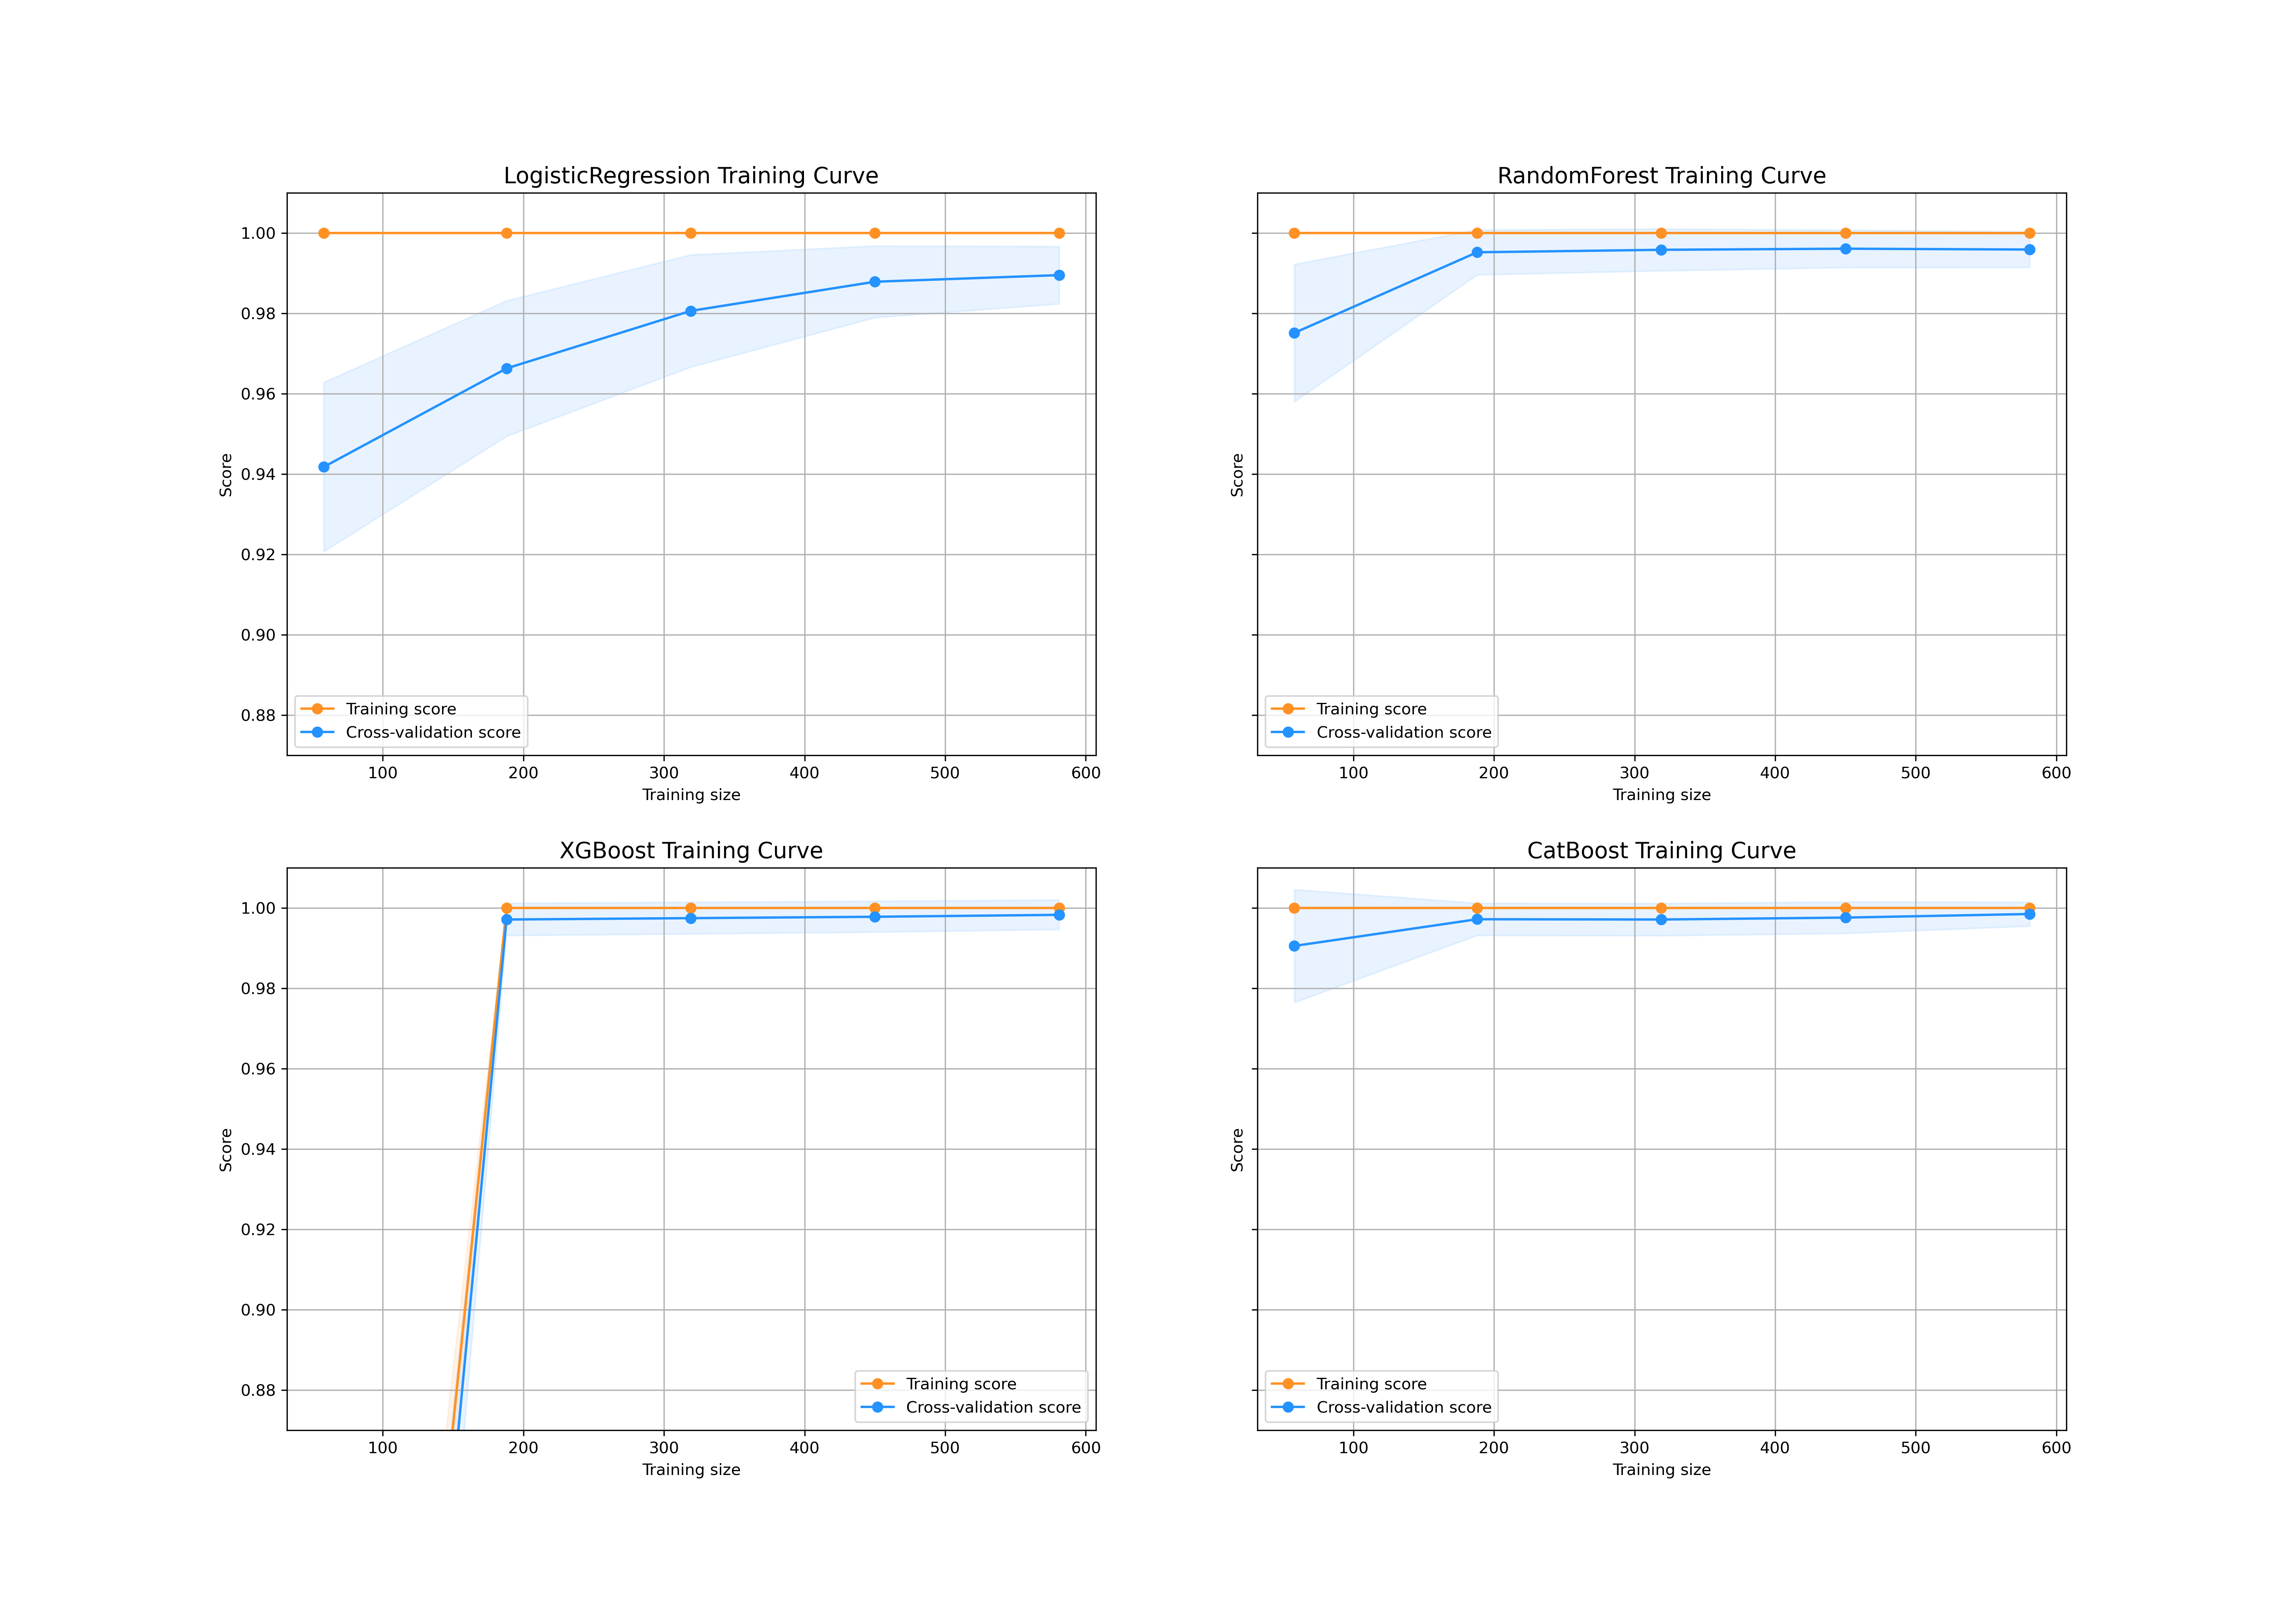 LogisticRegression Training Curve
Score
1.00
0.98
0.96
0.94
0.92
0.90
0.88
Training score
Cross-validation score
100 200 300 400 500 600
Training size
RandomForest Training Curve
Score
Training score
Cross-validation score
100 200 300 400 500 600
Training size
XGBoost Training Curve
Score
1.00
0.98
0.96
0.94
0.92
0.90
0.88
Training score
Cross-validation score
100 200 300 400 500 600
Training size
CatBoost Training Curve
Score
Training score
Cross-validation score
100 200 300 400 500 600
Training size